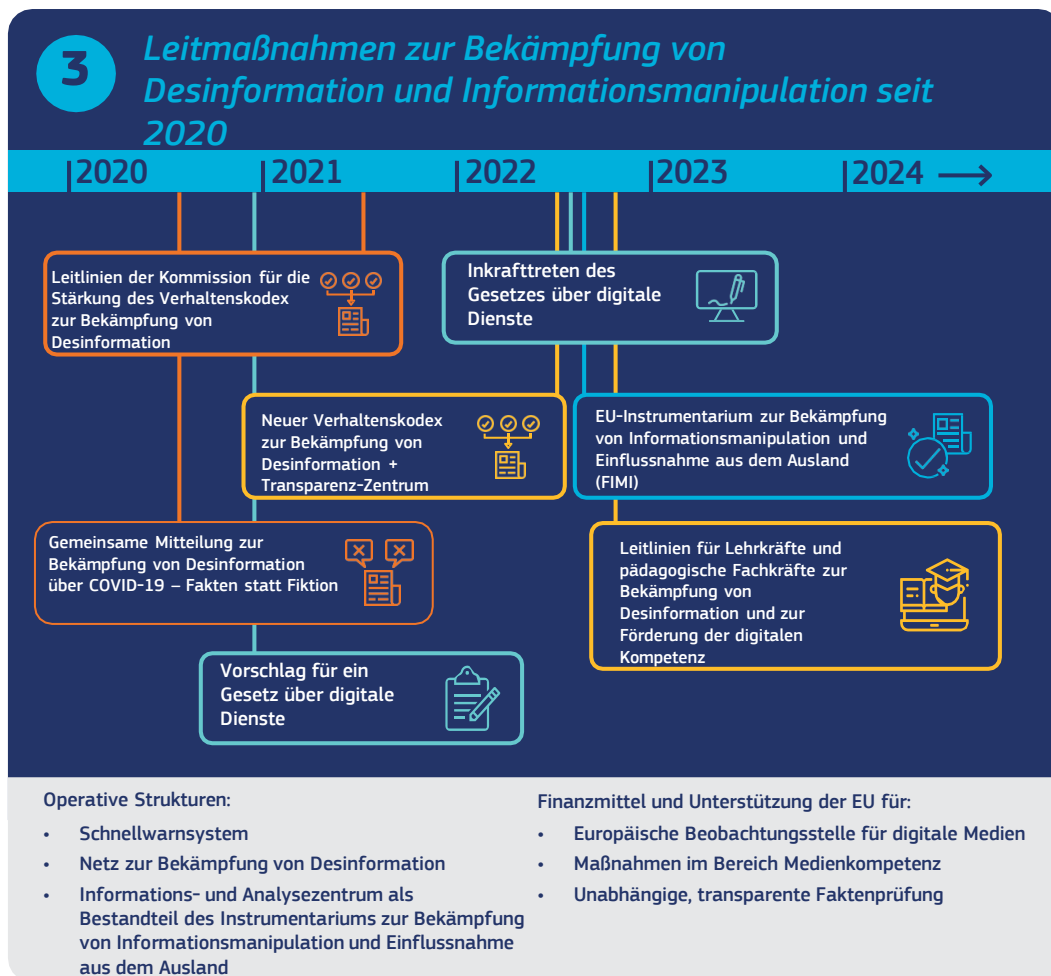 3
Leitmaßnahmen zur Bekämpfung von
Desinformation und Informationsmanipulation seit
2020
|2020 |2021 |2022 |2023 |2024 →
Leitlinien der Kommission für die
Stärkung des Verhaltenskodex
zur Bekämpfung von
Desinformation
Inkrafttreten des
Gesetzes über digitale
Dienste
Neuer Verhaltenskodex
zur Bekämpfung von
Desinformation +
Transparenz-Zentrum
EU-Instrumentarium zur Bekämpfung
von Informationsmanipulation und
Einflussnahme aus dem Ausland
(FIMI)
Gemeinsame Mitteilung zur
Bekämpfung von Desinformation
über COVID-19 – Fakten statt Fiktion
Leitlinien für Lehrkräfte und
pädagogische Fachkräfte zur
Bekämpfung von
Desinformation und zur
Förderung der digitalen
Kompetenz
Vorschlag für ein
Gesetz über digitale
Dienste
Operative Strukturen:
• Schnellwarnsystem
• Netz zur Bekämpfung von Desinformation
• Informations- und Analysezentrum als
Bestandteil des Instrumentariums zur Bekämpfung
von Informationsmanipulation und Einflussnahme
aus dem Ausland
Finanzmittel und Unterstützung der EU für:
• Europäische Beobachtungsstelle für digitale Medien
• Maßnahmen im Bereich Medienkompetenz
• Unabhängige, transparente Faktenprüfung